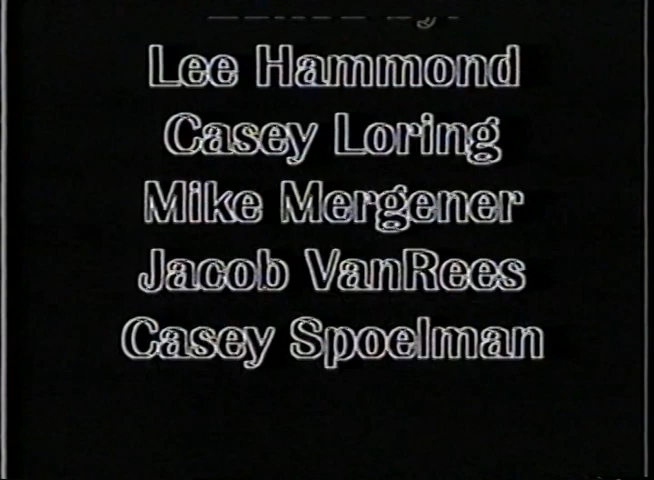 Lee Hammond
Casey Loring
Mike Mergener
Jacob VanRees
Casey Spoelman